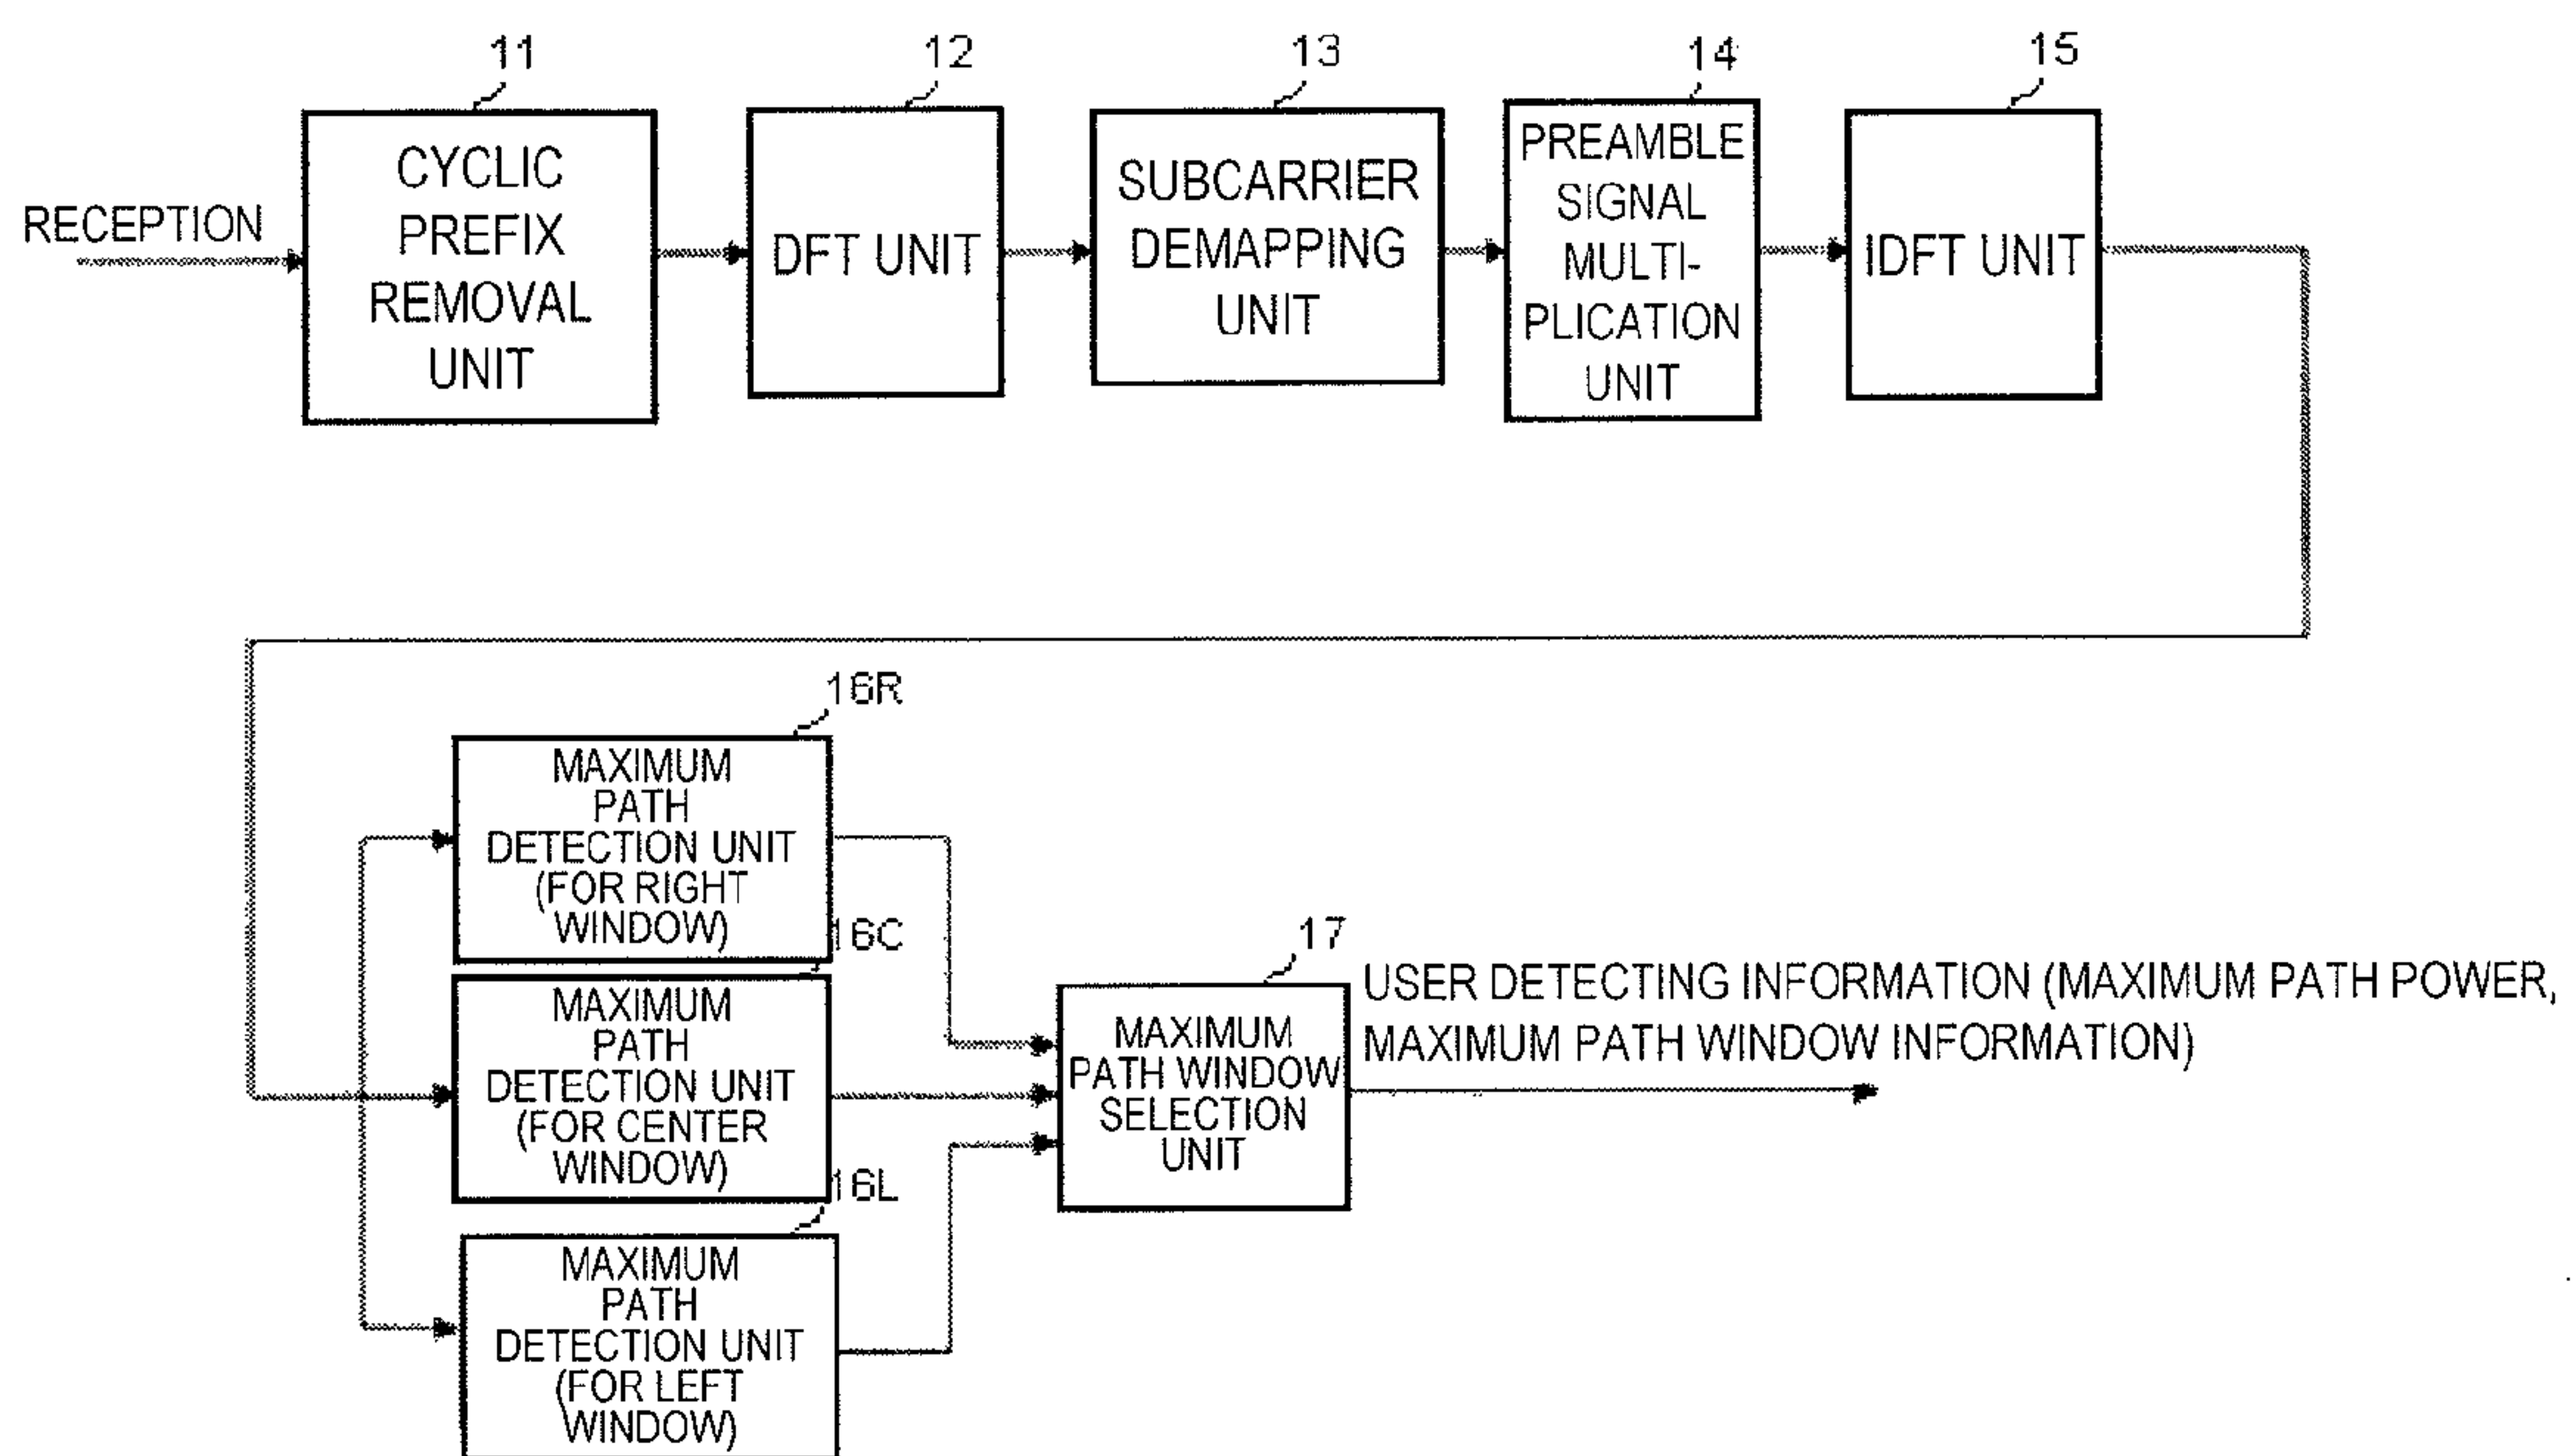 11
12
13
14
15
RECEPTION
CYCLIC
PREFIX
REMOVAL
UNIT
DFT UNIT
SUBCARRIER
DEMAPPING
UNIT
PREAMBLE
SIGNAL
MULTI-
PLICATION
UNIT
IDFT UNIT
16R
MAXIMUM
PATH
DETECTION UNIT
(FOR RIGHT
WINDOW)
16C
MAXIMUM
PATH
DETECTION UNIT
(FOR CENTER
WINDOW)
16L
MAXIMUM
PATH
DETECTION UNIT
(FOR LEFT
WINDOW)
17
MAXIMUM
PATH WINDOW
SELECTION
UNIT
USER DETECTING INFORMATION (MAXIMUM PATH POWER,
MAXIMUM PATH WINDOW INFORMATION)